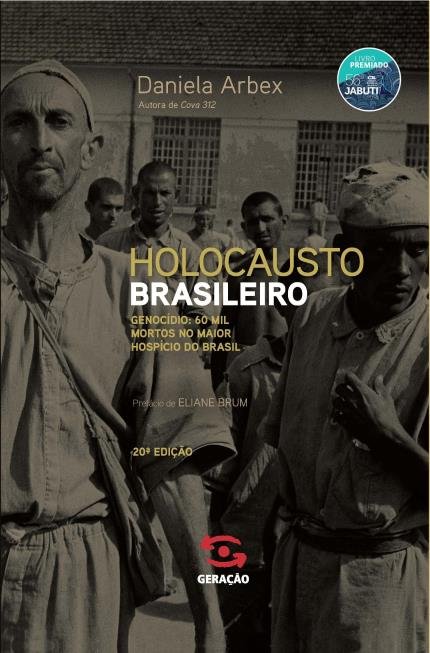 Daniela Arbex
Autora de Cova 312
LIVRO
PREMIADO
56
JABUTI
HOLOCAUSTO
BRASILEIRO
GENOCÍDIO: 60 MIL
MORTOS NO MAIOR
HOSPÍCIO DO BRASIL
Prefácio de ELIANE BRUM
20ª EDIÇÃO
GERAÇÃO